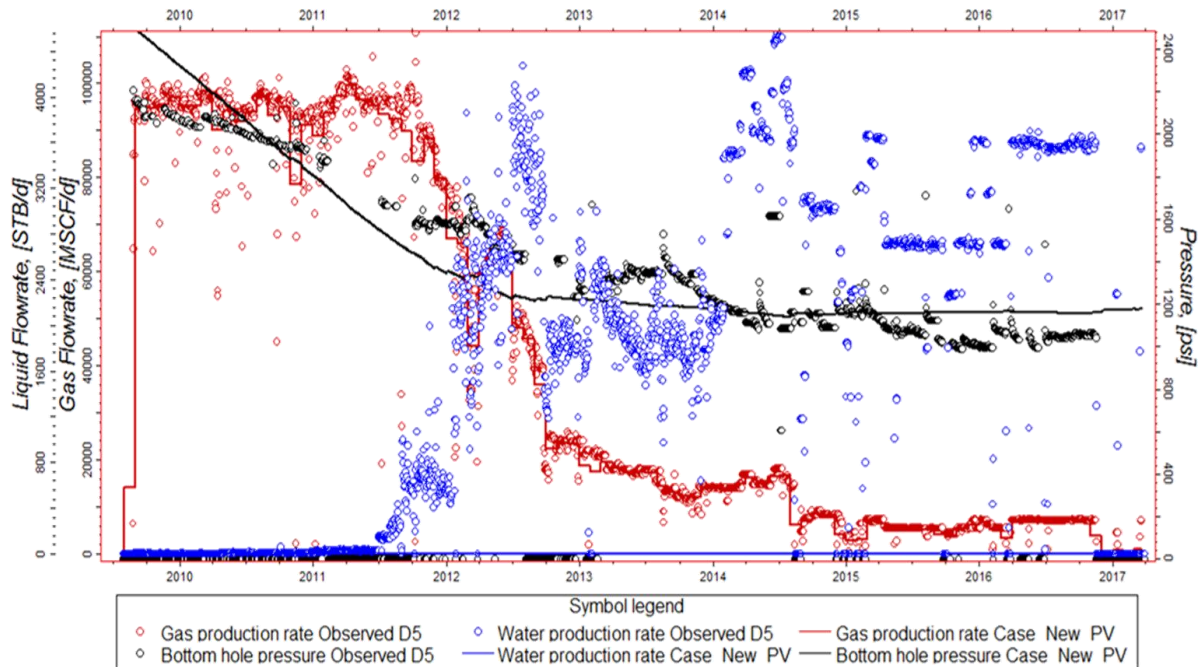 2010 2011 2012 2013 2014 2015 2016 2017
Liquid Flowrate, [STB/d]
0 800 1600 2400 3200 4000
Gas Flowrate, [MSCF/d]
0 20000 40000 60000 80000 100000
0 400 800 1200 1600 2000 2400
Pressure, [psi]
2010 2011 2012 2013 2014 2015 2016 2017
Symbol legend
Gas production rate Observed D5 Water production rate Observed D5 Gas production rate Case New PV
Bottom hole pressure Observed D5 Water production rate Case New PV Bottom hole pressure Case New PV